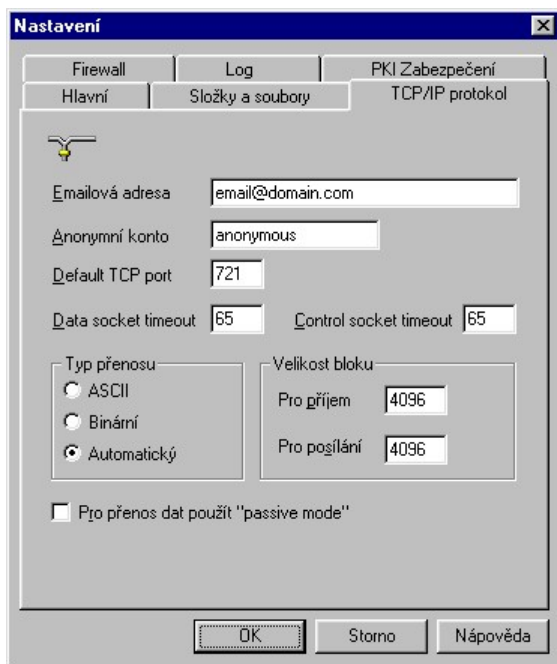 Nastavení
Firewall Log PKI Zabezpečení
Hlavní Složky a soubory TCP/IP protokol
Emailová adresa email@domain.com
Anonymní konto anonymous
Default TCP port 721
Data socket timeout 65 Control socket timeout 65
Typ přenosu Velikost bloku
ASCII
Pro příjem 4096
Binární
Pro posílání 4096
Automatický
Pro přenos dat použít "passive mode"
OK Storno Nápověda